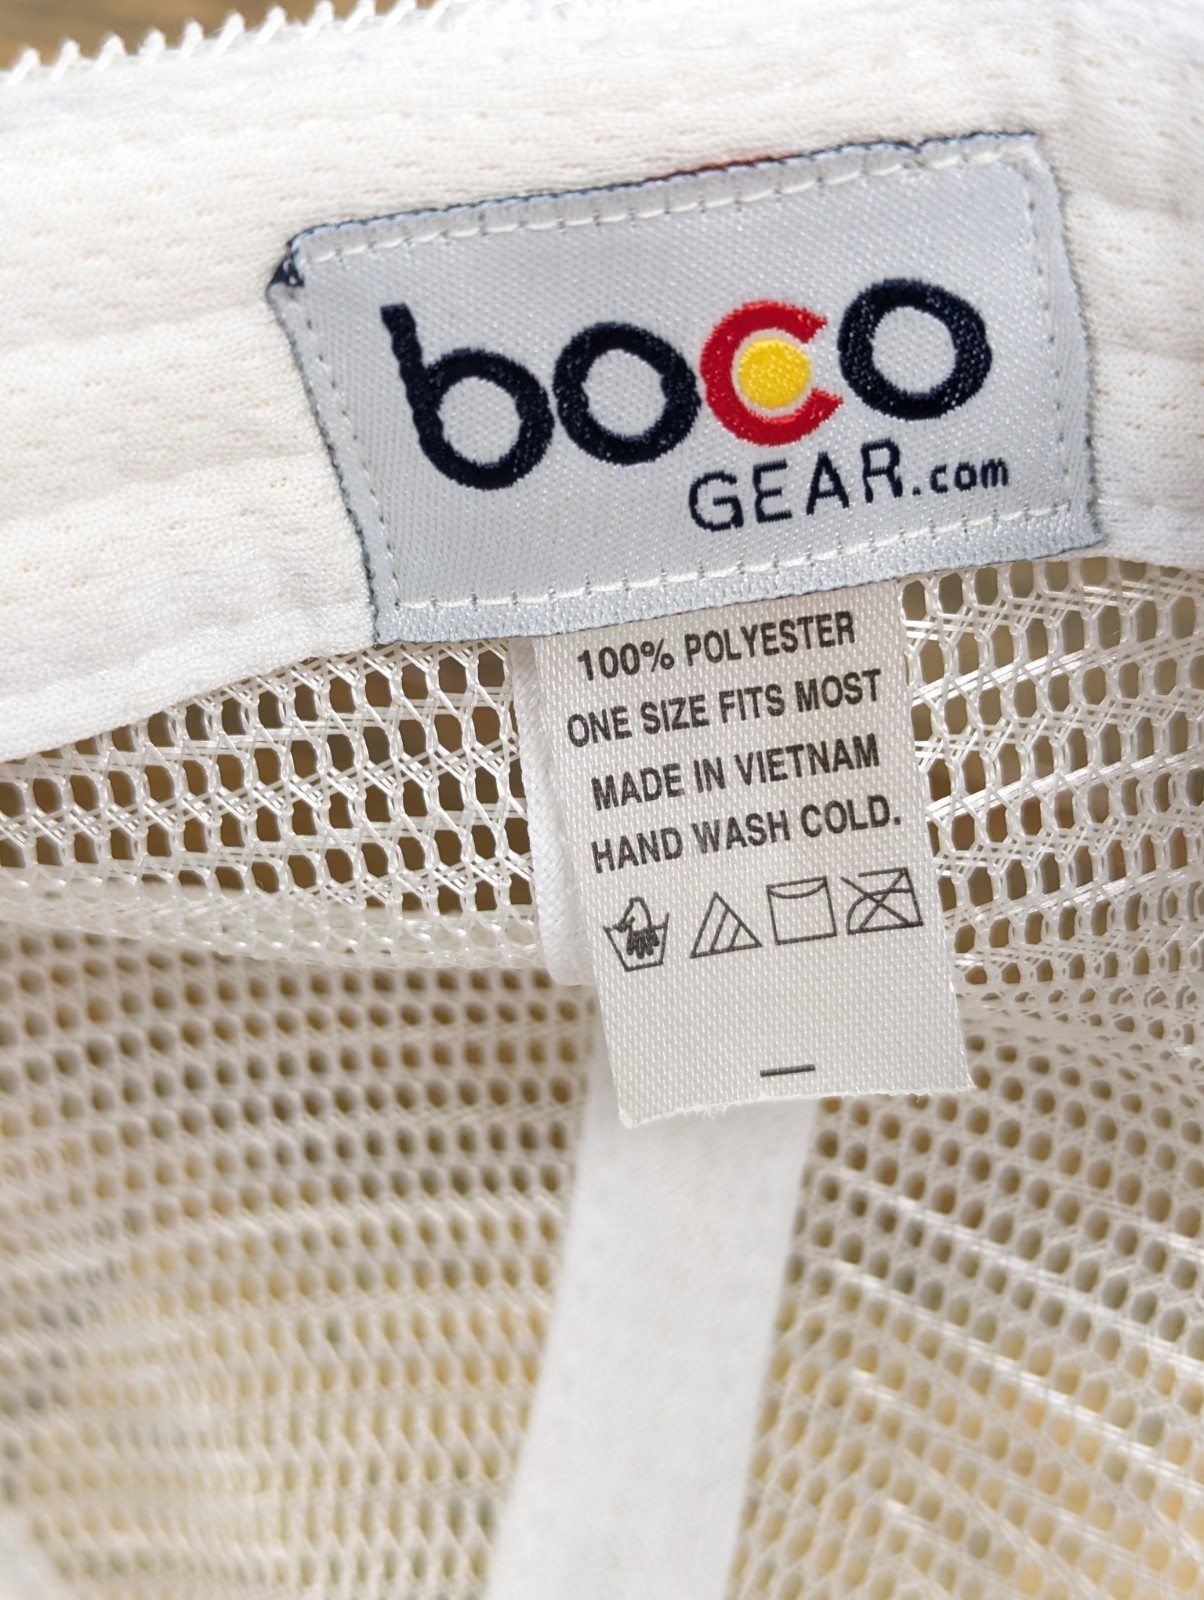 boco
GEAR.com
100% POLYESTER
ONE SIZE FITS MOST
MADE IN VIETNAM
HAND WASH COLD.